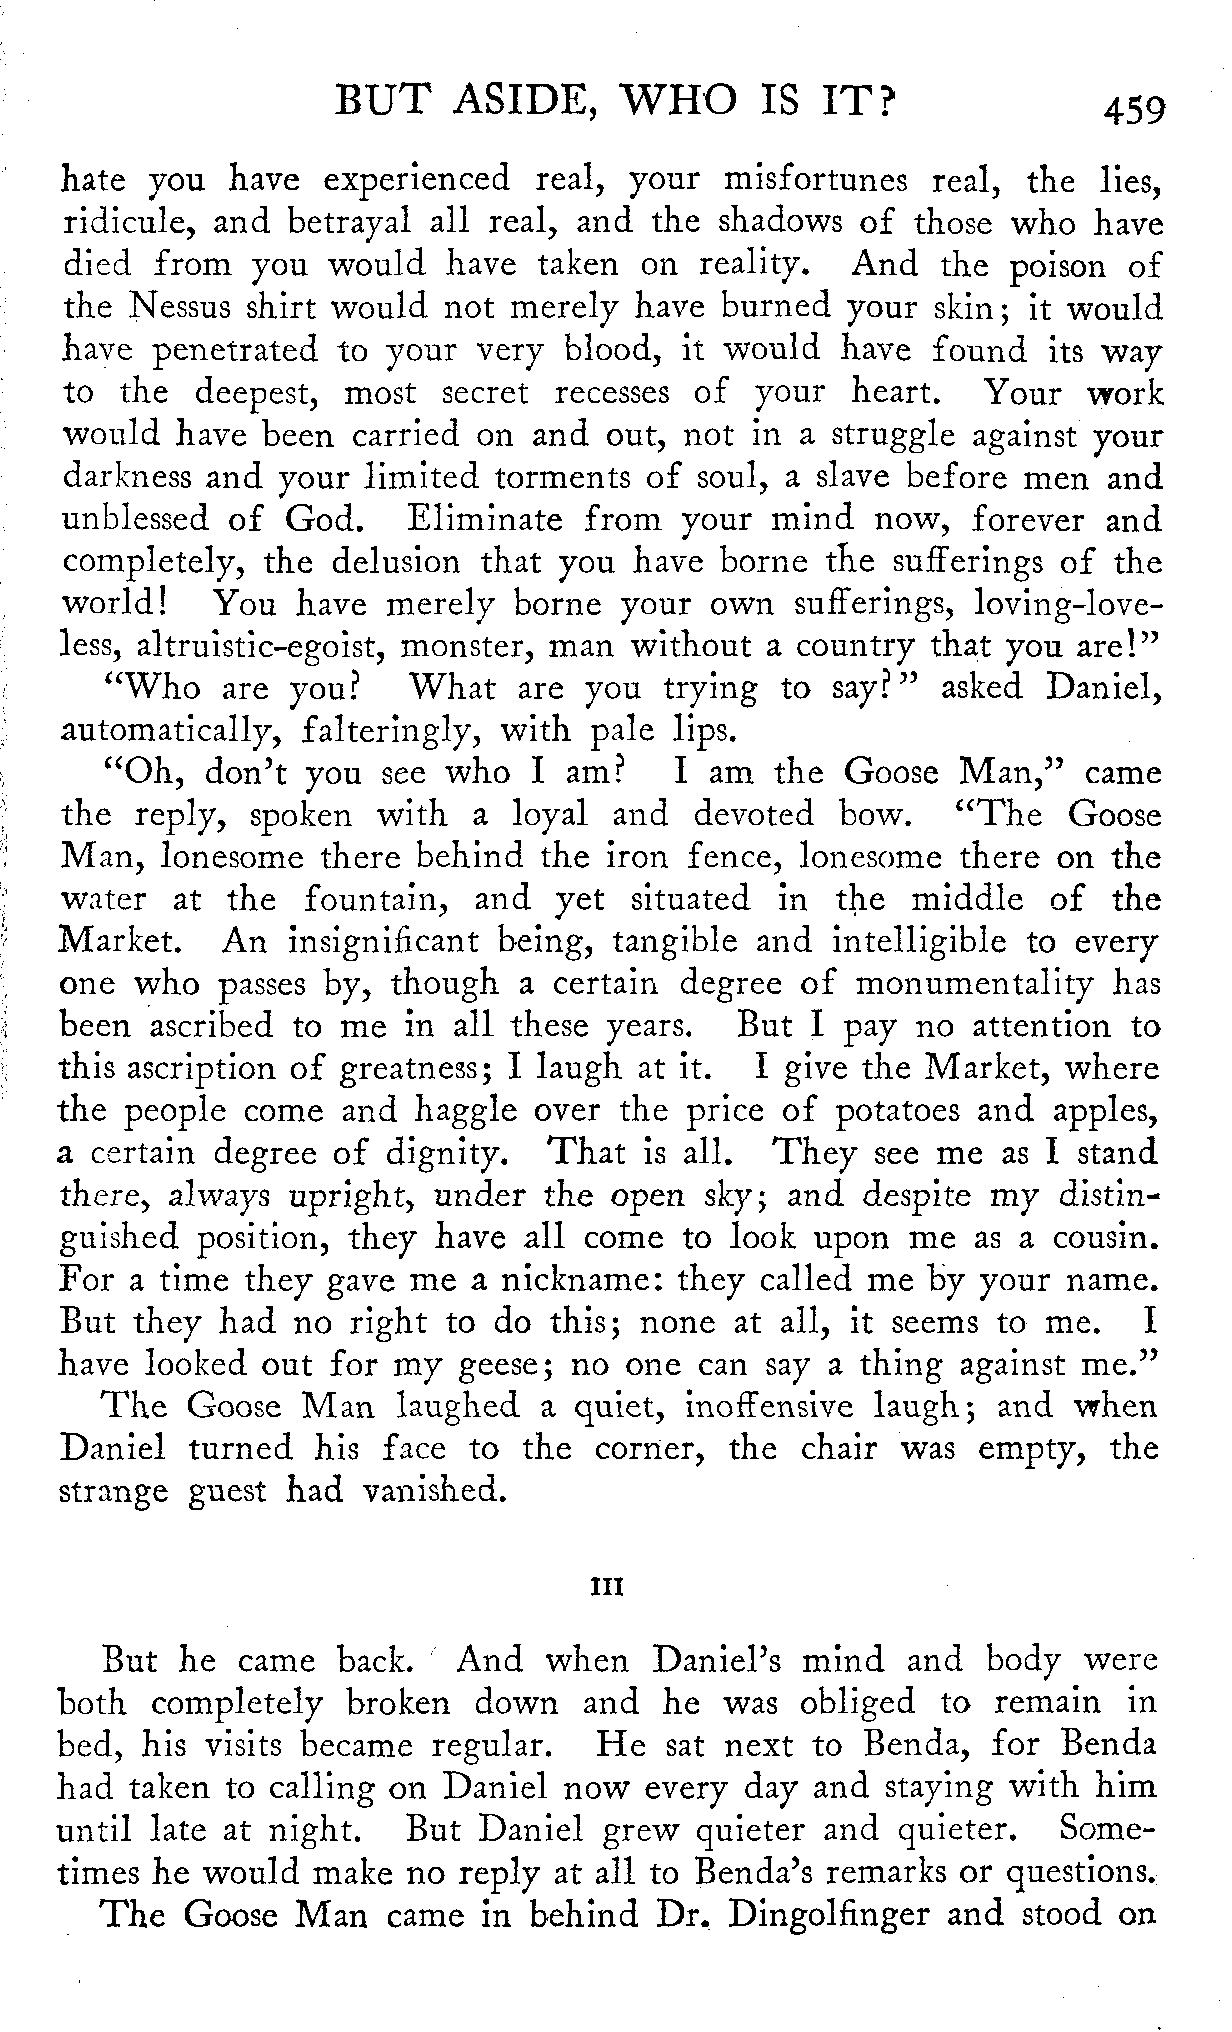 BUT ASIDE, WHO IS IT?
459
hate you have experienced real, your misfortunes real, the lies,
ridicule, and betrayal all real, and the shadows of those who have
died from you would have taken on reality. And the poison of
the Nessus shirt would not merely have burned your skin; it would
have penetrated to your very blood, it would have found its way
to the deepest, most secret recesses of your heart. Your work
would have been carried on and out, not in a struggle against your
darkness and your limited torments of soul, a slave before men and
unblessed of God. Eliminate from your mind now, forever and
completely, the delusion that you have borne the sufferings of the
world! You have merely borne your own sufferings, loving-love-
less, altruistic-egoist, monster, man without a country that you are!"
"Who are you? What are you trying to say?" asked Daniel,
automatically, falteringly, with pale lips.
"Oh, don't you see who I am? I am the Goose Man," came
the reply, spoken with a loyal and devoted bow. "The Goose
Man, lonesome there behind the iron fence, lonesome there on the
water at the fountain, and yet situated in the middle of the
Market. An insignificant being, tangible and intelligible to every
one who passes by, though a certain degree of monumentality has
been ascribed to me in all these years. But I pay no attention to
this ascription of greatness; I laugh at it. I give the Market, where
the people come and haggle over the price of potatoes and apples,
a certain degree of dignity. That is all. They see me as I stand
there, always upright, under the open sky; and despite my distin-
guished position, they have all come to look upon me as a cousin.
For a time they gave me a nickname: they called me by your name.
But they had no right to do this; none at all, it seems to me. I
have looked out for my geese; no one can say a thing against me."
The Goose Man laughed a quiet, inoffensive laugh; and when
Daniel turned his face to the corner, the chair was empty, the
strange guest had vanished.
III
But he came back. And when Daniel's mind and body were
both completely broken down and he was obliged to remain in
bed, his visits became regular. He sat next to Benda, for Benda
had taken to calling on Daniel now every day and staying with him
until late at night. But Daniel grew quieter and quieter. Some-
times he would make no reply at all to Benda's remarks or questions.
The Goose Man came in behind Dr. Dingolfinger and stood on